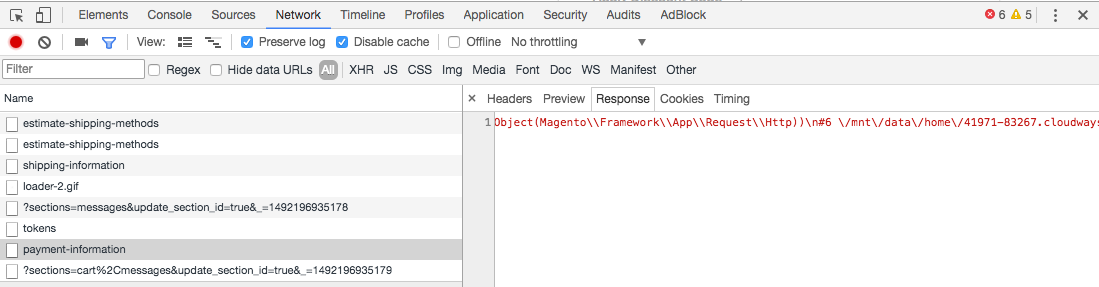 Elements Console Sources Network Timeline Profiles Application Security Audits AdBlock 6 5
View: Preserve log Disable cache Offline No throttling
Filter Regex Hide data URLs All XHR JS CSS Img Media Font Doc WS Manifest Other
Name
Headers Preview Response Cookies Timing
estimate-shipping-methods
1 Object(Magento\\Framework\\App\\Request\\Http))\n#6 \/mnt\/data\/home\/41971-83267.cloudways
estimate-shipping-methods
shipping-information
loader-2.gif
?sections=messages&update_section_id=true&_=1492196935178
tokens
payment-information
?sections=cart%2Cmessages&update_section_id=true&_=1492196935179